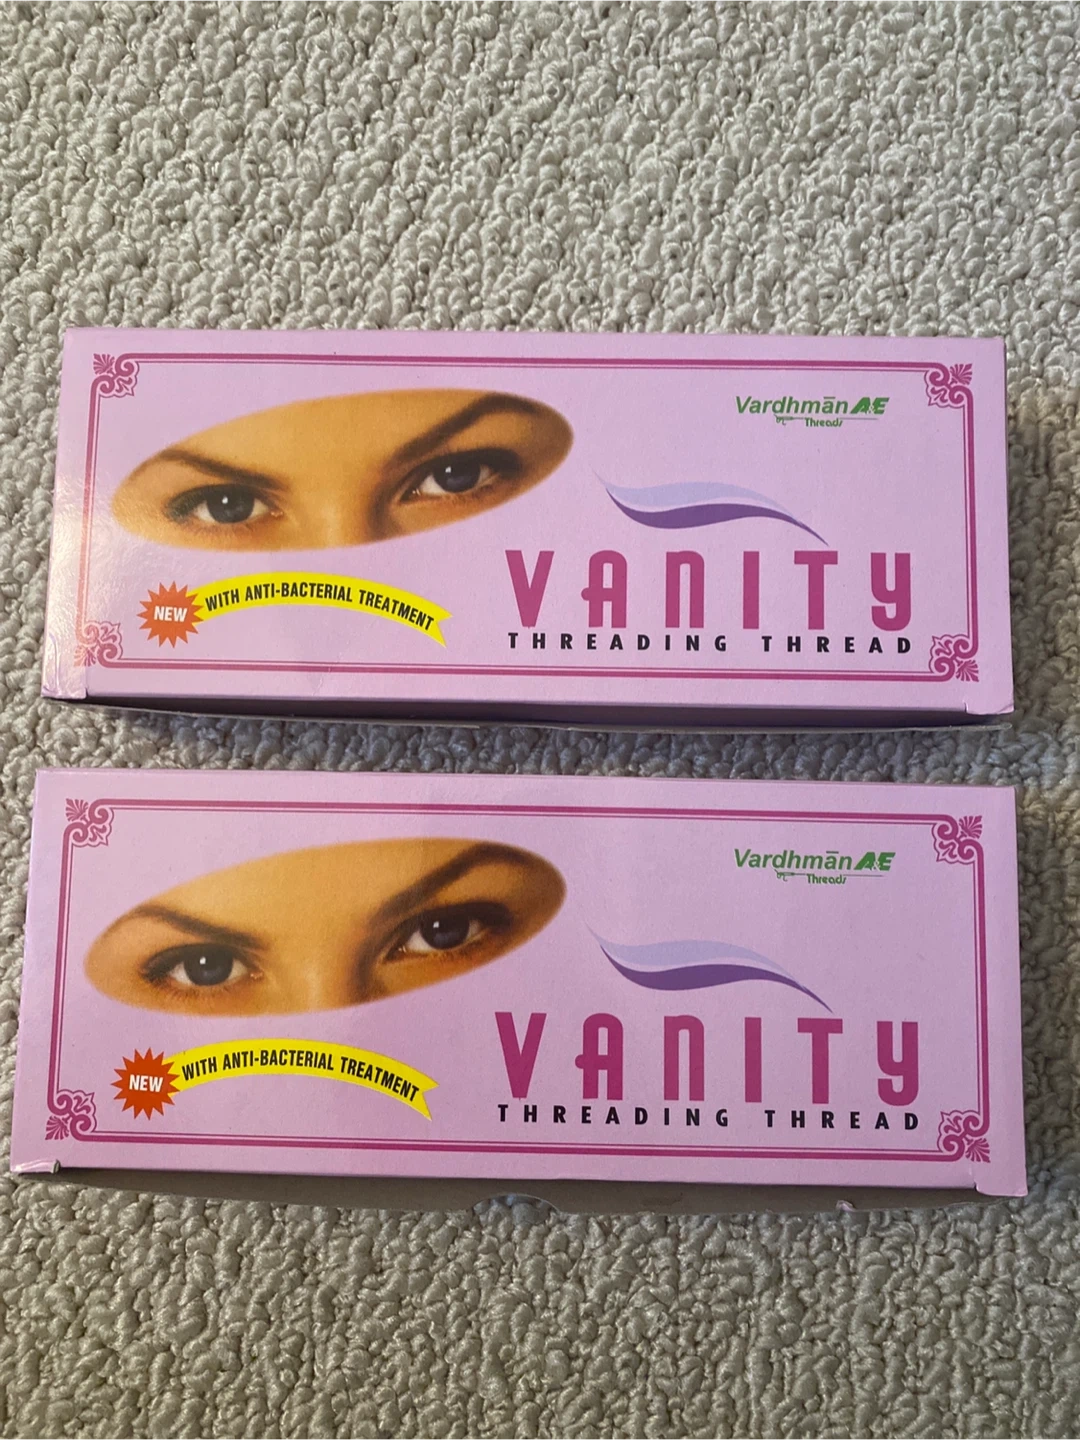 Vardhmān A&E
Threads
VANITY
THREADING THREAD
NEW WITH ANTI-BACTERIAL TREATMENT
Vardhmān A&E
Threads
VANITY
THREADING THREAD
NEW WITH ANTI-BACTERIAL TREATMENT